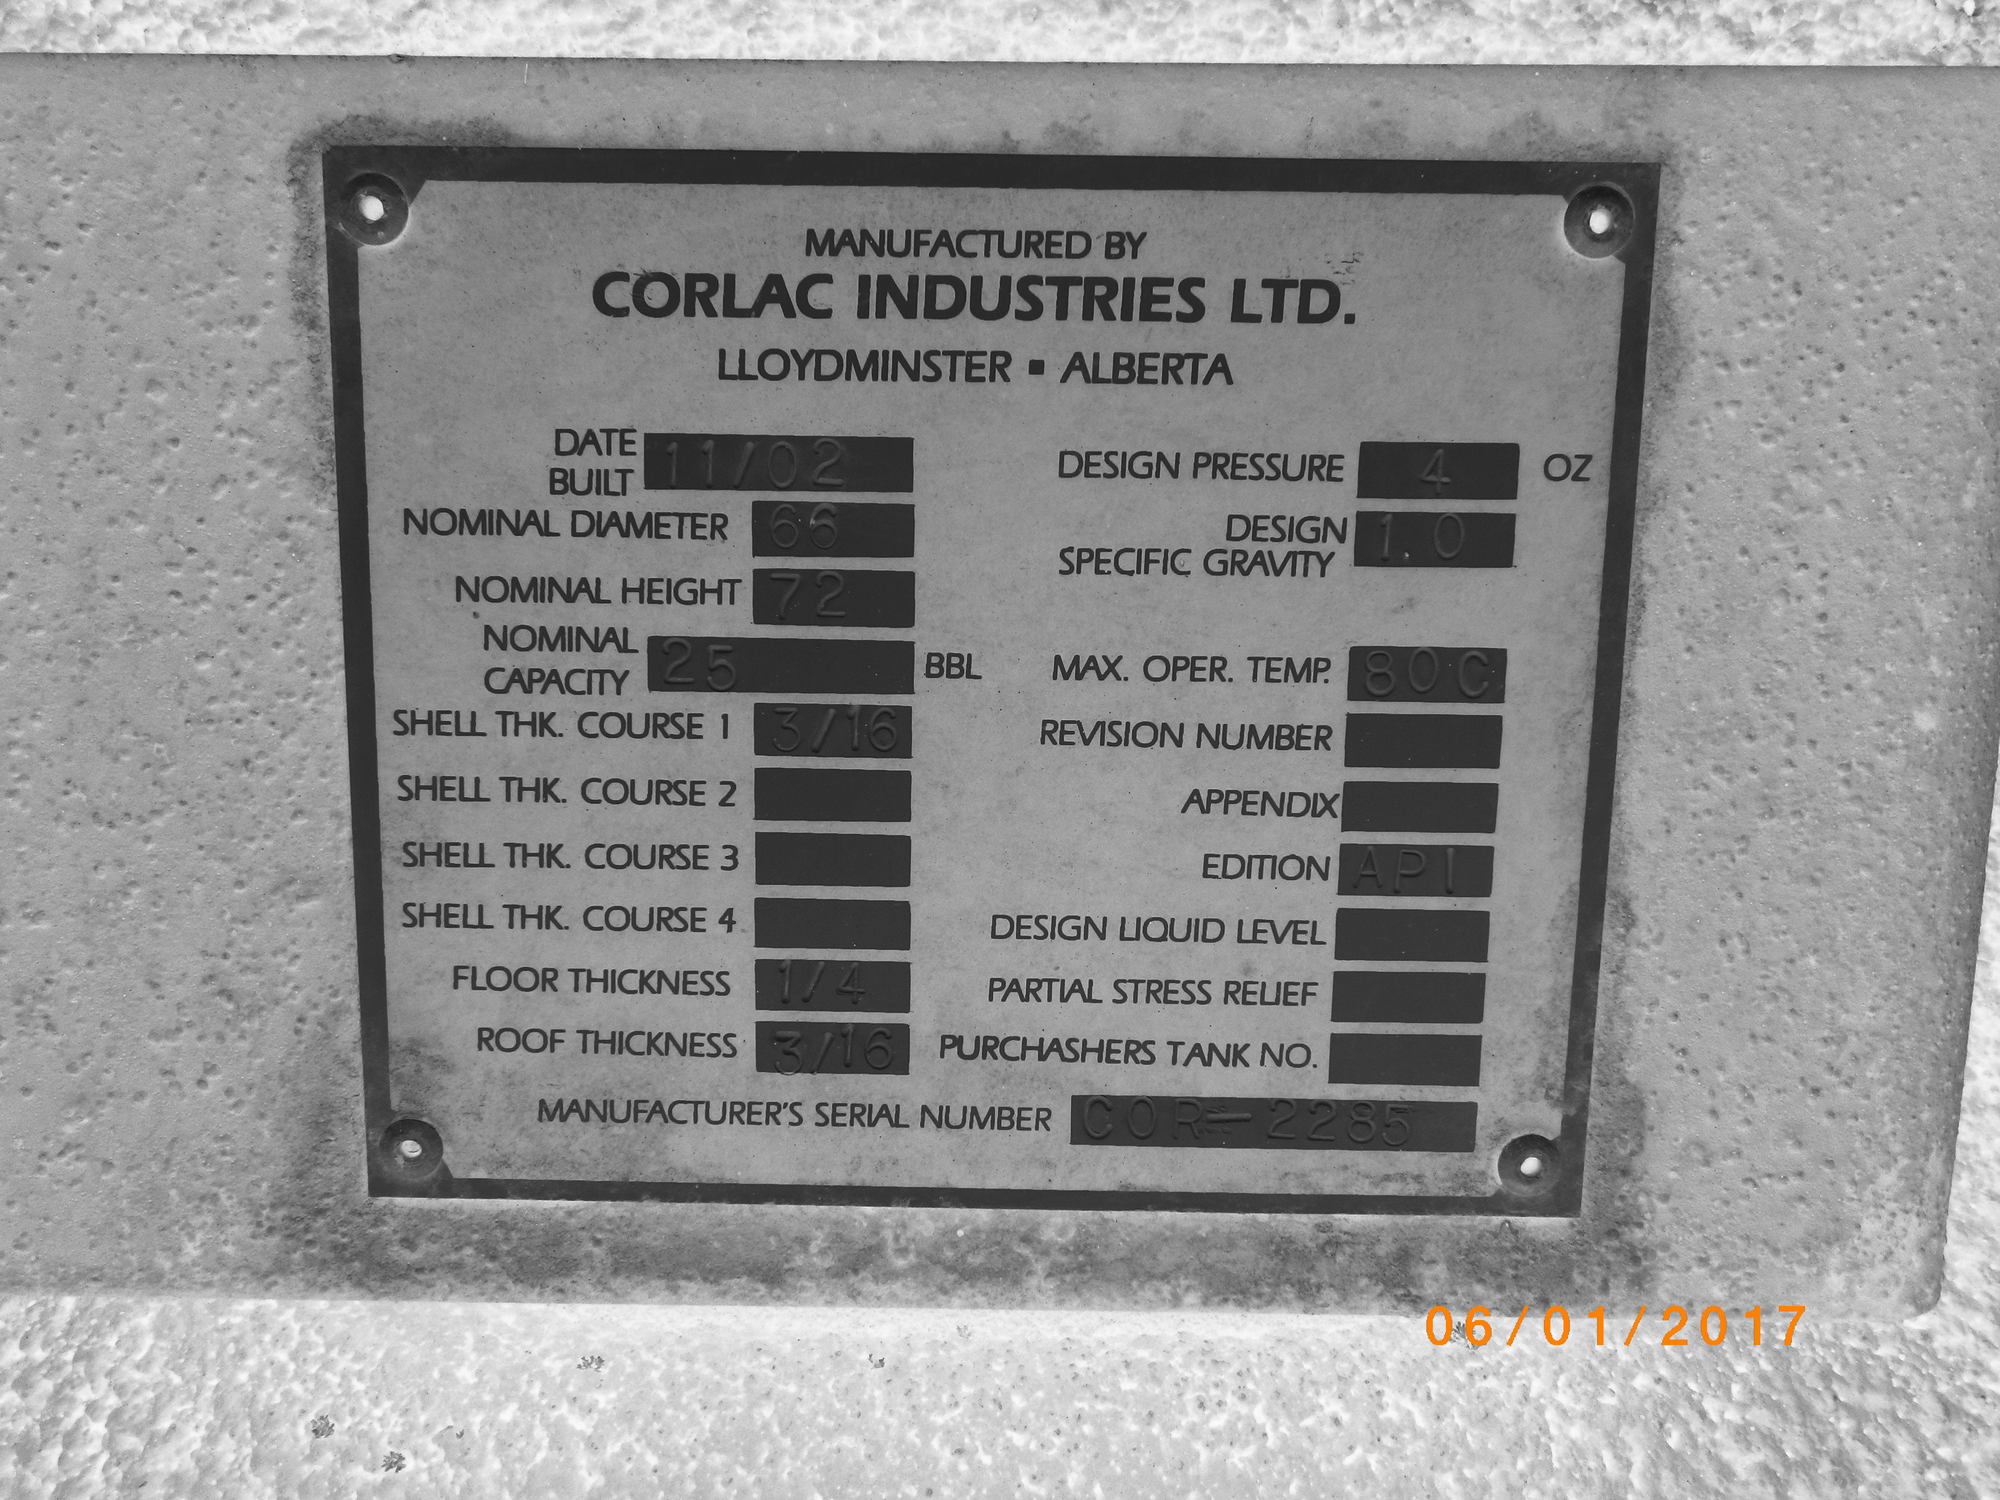 MANUFACTURED BY
CORLAC INDUSTRIES LTD.
LLOYDMINSTER ▪ ALBERTA
DATE BUILT 11/02
NOMINAL DIAMETER 66
NOMINAL HEIGHT 72
NOMINAL CAPACITY 25 BBL
SHELL THK. COURSE 1 3/16
SHELL THK. COURSE 2
SHELL THK. COURSE 3
SHELL THK. COURSE 4
FLOOR THICKNESS 1/4
ROOF THICKNESS 3/16
DESIGN PRESSURE 4 OZ
DESIGN SPECIFIC GRAVITY 1.0
MAX. OPER. TEMP. 80C
REVISION NUMBER
APPENDIX
EDITION API
DESIGN LIQUID LEVEL
PARTIAL STRESS RELIEF
PURCHASHERS TANK NO.
MANUFACTURER'S SERIAL NUMBER COR-2285
06/01/2017